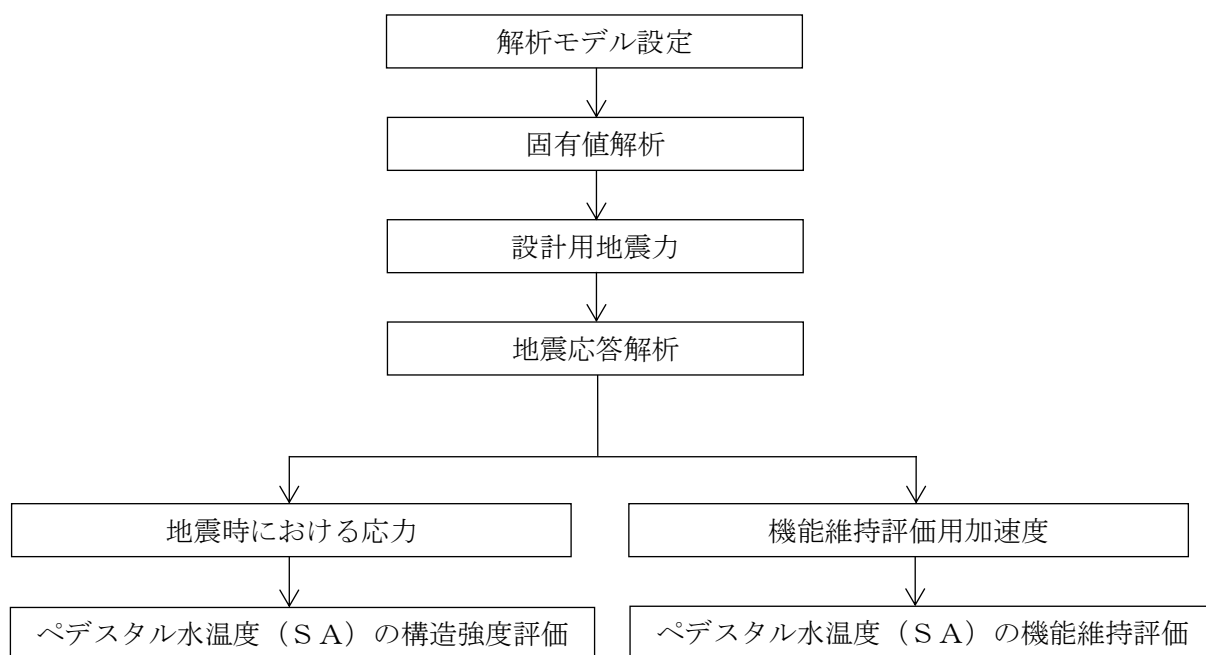 解析モデル設定
固有値解析
設計用地震力
地震応答解析
地震時における応力
機能維持評価用加速度
ペデスタル水温度（ＳＡ）の構造強度評価
ペデスタル水温度（ＳＡ）の機能維持評価